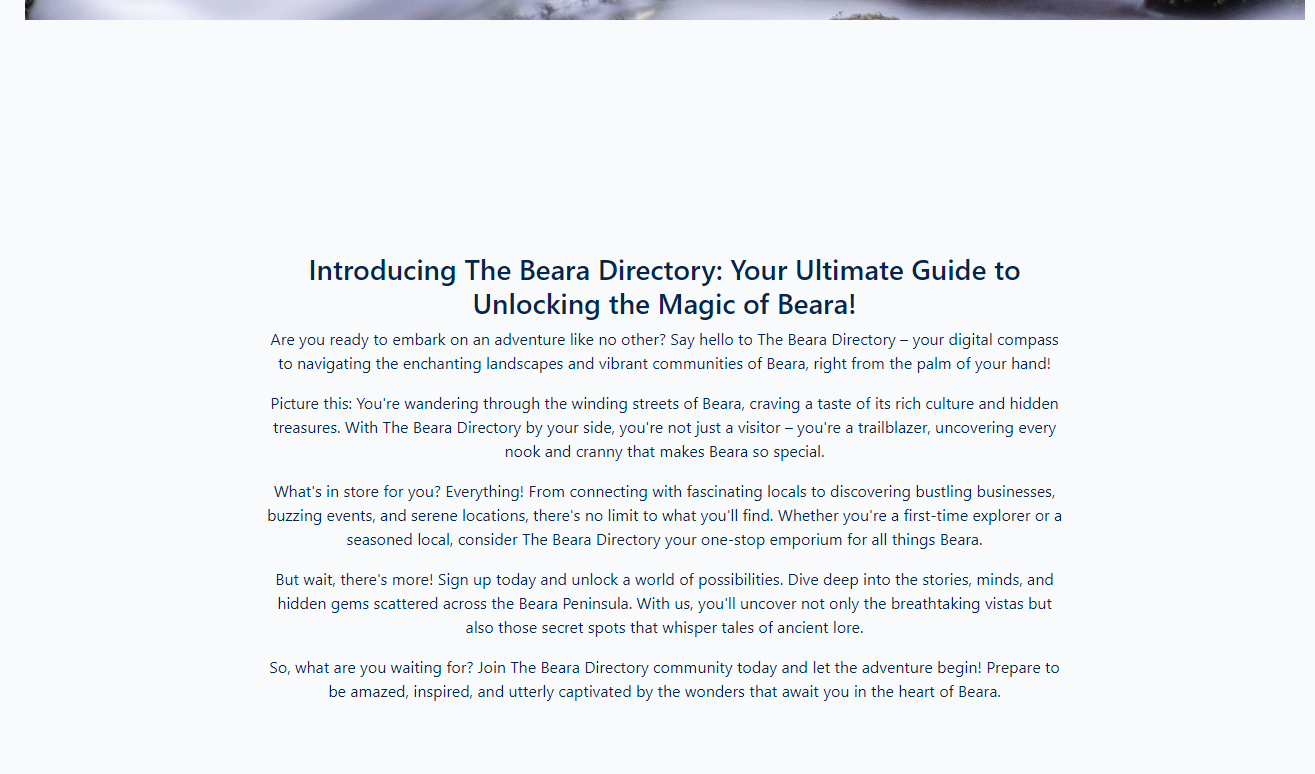 Introducing The Beara Directory: Your Ultimate Guide to
Unlocking the Magic of Beara!
Are you ready to embark on an adventure like no other? Say hello to The Beara Directory – your digital compass
to navigating the enchanting landscapes and vibrant communities of Beara, right from the palm of your hand!
Picture this: You're wandering through the winding streets of Beara, craving a taste of its rich culture and hidden
treasures. With The Beara Directory by your side, you're not just a visitor – you're a trailblazer, uncovering every
nook and cranny that makes Beara so special.
What's in store for you? Everything! From connecting with fascinating locals to discovering bustling businesses,
buzzing events, and serene locations, there's no limit to what you'll find. Whether you're a first-time explorer or a
seasoned local, consider The Beara Directory your one-stop emporium for all things Beara.
But wait, there's more! Sign up today and unlock a world of possibilities. Dive deep into the stories, minds, and
hidden gems scattered across the Beara Peninsula. With us, you'll uncover not only the breathtaking vistas but
also those secret spots that whisper tales of ancient lore.
So, what are you waiting for? Join The Beara Directory community today and let the adventure begin! Prepare to
be amazed, inspired, and utterly captivated by the wonders that await you in the heart of Beara.